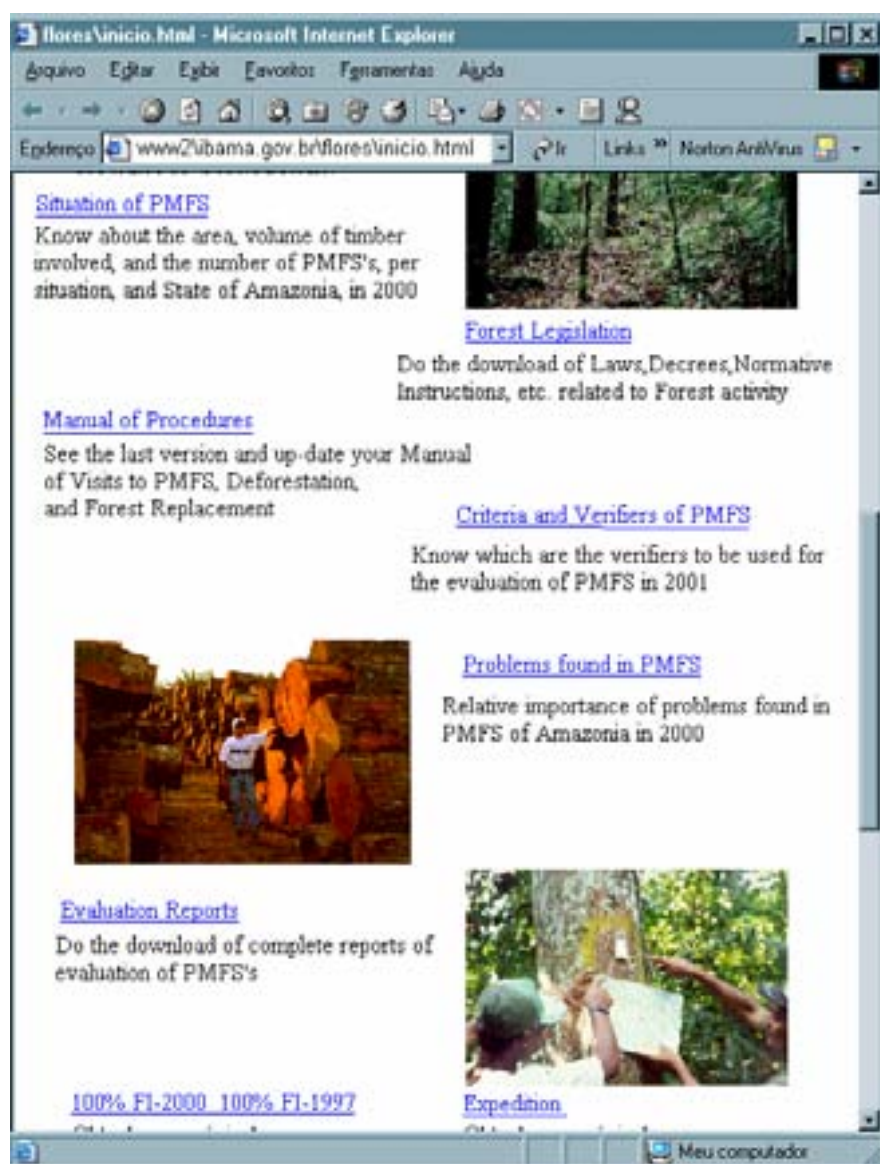 flores\inicio.html - Microsoft Internet Explorer
Arquivo Editar Exibir Favoritos Ferramentas Ajuda
Endereço www2\ibama.gov.br\flores\inicio.html Ir Links » Norton AntiVirus
Situation of PMFS
Know about the area, volume of timber
involved, and the number of PMFS's, per
situation, and State of Amazonia, in 2000
Forest Legislation
Do the download of Laws,Decrees,Normative
Instructions, etc. related to Forest activity
Manual of Procedures
See the last version and up-date your Manual
of Visits to PMFS, Deforestation,
and Forest Replacement
Criteria and Verifiers of PMFS
Know which are the verifiers to be used for
the evaluation of PMFS in 2001
Problems found in PMFS
Relative importance of problems found in
PMFS of Amazonia in 2000
Evaluation Reports
Do the download of complete reports of
evaluation of PMFS's
100% FI-2000 100% FI-1997
Expedition
Meu computador